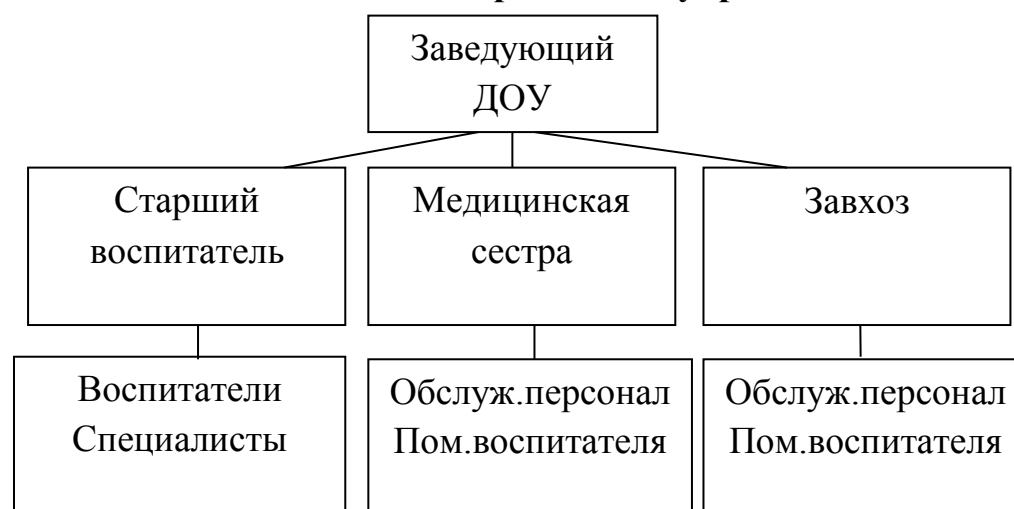 Заведующий
ДОУ
Старший
воспитатель
Медицинская
сестра
Завхоз
Воспитатели
Специалисты
Обслуж.персонал
Пом.воспитателя
Обслуж.персонал
Пом.воспитателя